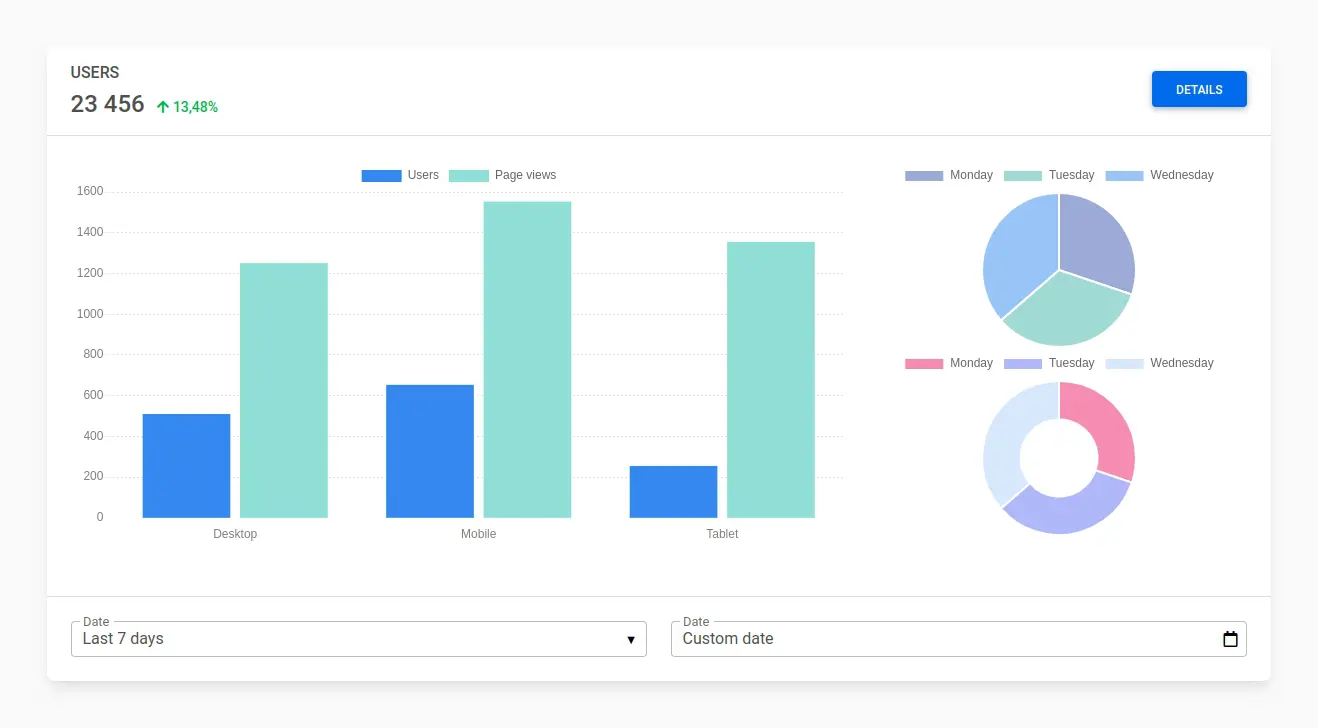 USERS
23 456 13,48%
DETAILS
Users Page views
1600
1400
1200
1000
800
600
400
200
0
Desktop Mobile Tablet
Monday Tuesday Wednesday
Monday Tuesday Wednesday
Date
Last 7 days
Date
Custom date